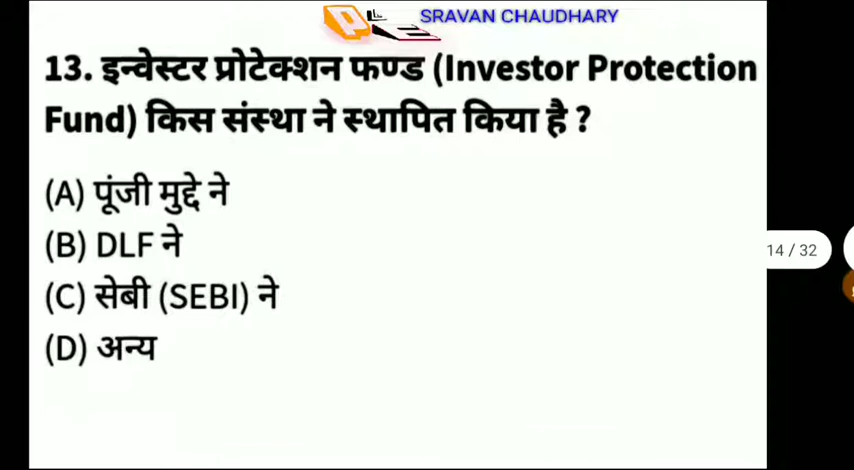 SRAVAN CHAUDHARY
13. इन्वेस्टर प्रोटेक्शन फण्ड (Investor Protection
Fund) किस संस्था ने स्थापित किया है ?
(A) पूंजी मुद्दे ने
(B) DLF ने
(C) सेबी (SEBI) ने
(D) अन्य
14 / 32